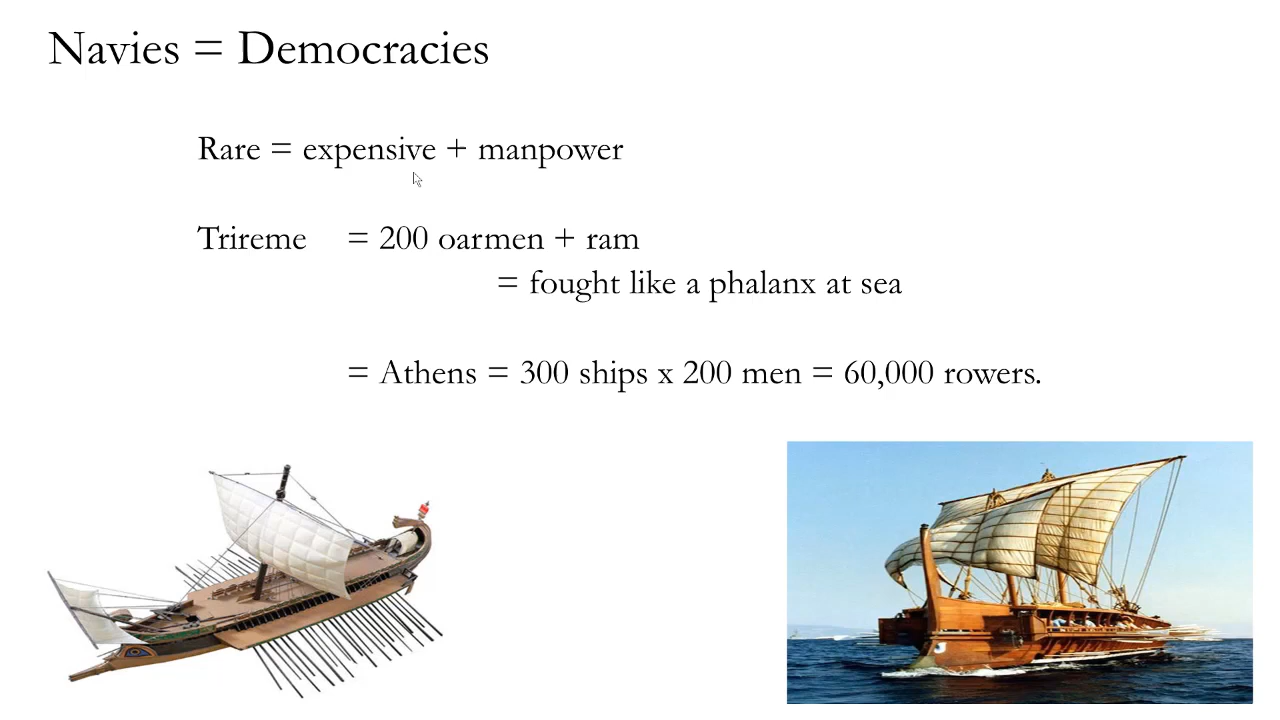 Navies = Democracies
Rare = expensive + manpower
Trireme = 200 oarmen + ram
= fought like a phalanx at sea
= Athens = 300 ships x 200 men = 60,000 rowers.